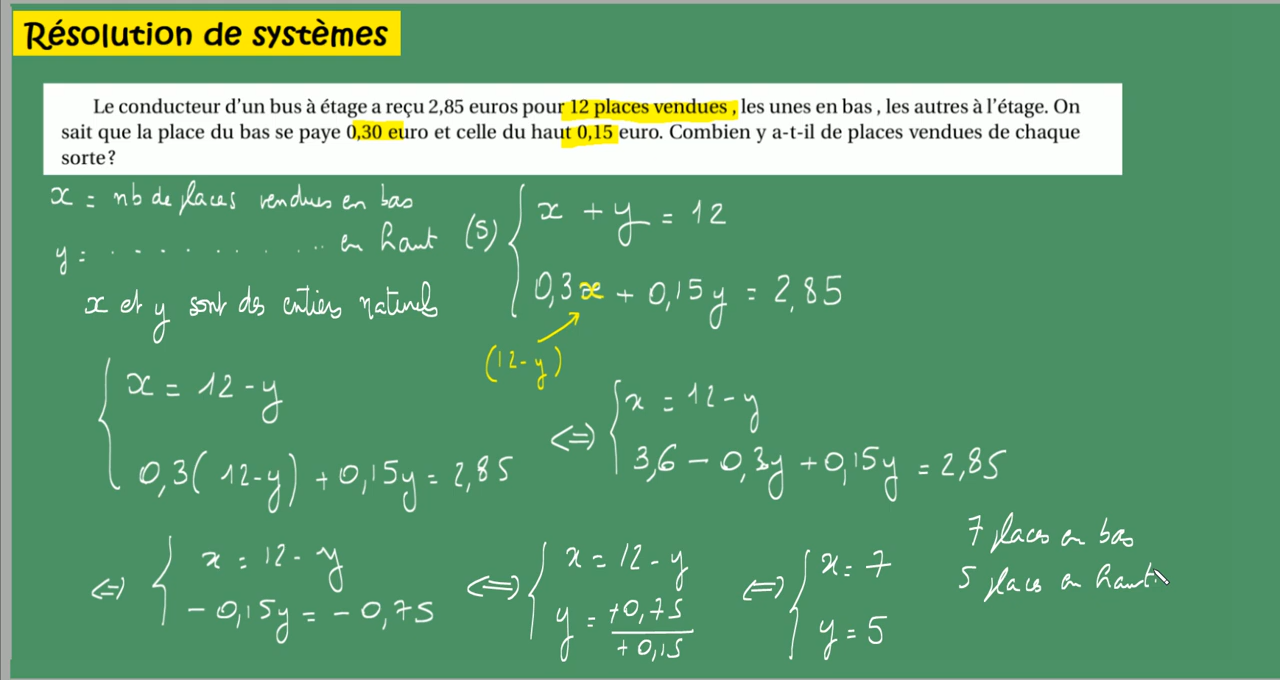 Résolution de systèmes
Le conducteur d'un bus à étage a reçu 2,85 euros pour 12 places vendues , les unes en bas , les autres à l'étage. On
sait que la place du bas se paye 0,30 euro et celle du haut 0,15 euro. Combien y a-t-il de places vendues de chaque
sorte ?
x = nb de places vendues en bas
y = . . . . . . . . . . . en haut
x et y sont des entiers naturels
(S) { x + y = 12
0,3x + 0,15y = 2,85
(12-y)
{ x = 12 - y
0,3( 12-y) + 0,15y = 2,85
<=> { x = 12 - y
3,6 - 0,3y + 0,15y = 2,85
<=> { x = 12 - y
- 0,15y = - 0,75
<=> { x = 12 - y
y = +0,75 / +0,15
<=> { x = 7
y = 5
7 places en bas
5 place en haut